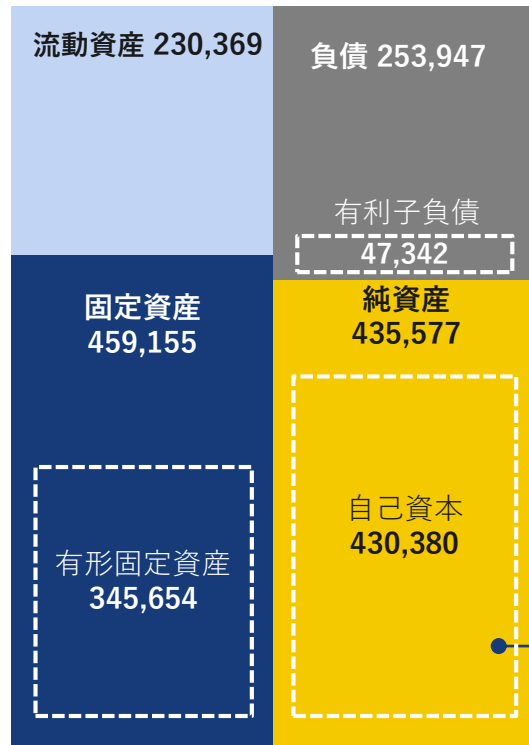 流動資産 230,369
固定資産
459,155
有形固定資産
345,654
負債 253,947
有利子負債
47,342
純資産
435,577
自己資本
430,380